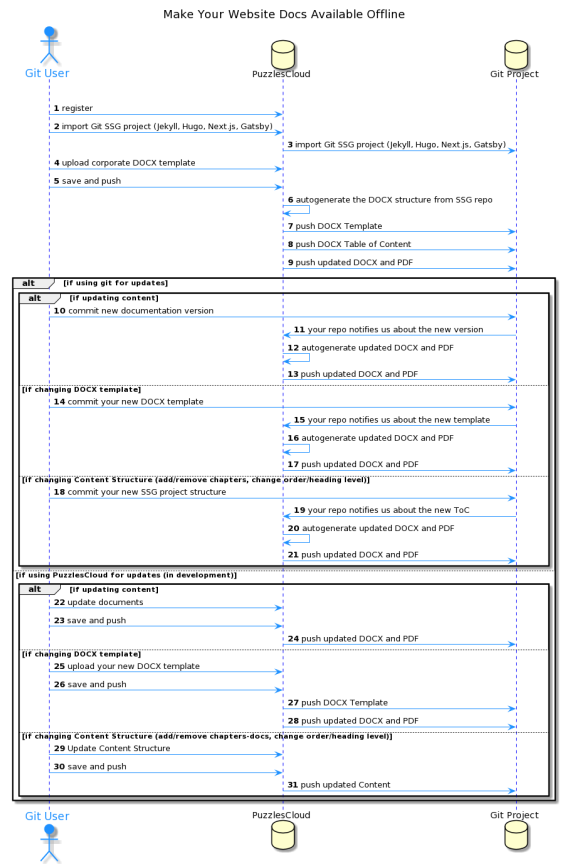 Make Your Website Docs Available Offline
Git User
PuzzlesCloud
Git Project
1 register
2 import Git SSG project (Jekyll, Hugo, Next.js, Gatsby)
3 import Git SSG project (Jekyll, Hugo, Next.js, Gatsby)
4 upload corporate DOCX template
5 save and push
6 autogenerate the DOCX structure from SSG repo
7 push DOCX Template
8 push DOCX Table of Content
9 push updated DOCX and PDF
alt [if using git for updates]
alt [if updating content]
10 commit new documentation version
11 your repo notifies us about the new version
12 autogenerate updated DOCX and PDF
13 push updated DOCX and PDF
[if changing DOCX template]
14 commit your new DOCX template
15 your repo notifies us about the new template
16 autogenerate updated DOCX and PDF
17 push updated DOCX and PDF
[if changing Content Structure (add/remove chapters, change order/heading level)]
18 commit your new SSG project structure
19 your repo notifies us about the new ToC
20 autogenerate updated DOCX and PDF
21 push updated DOCX and PDF
[if using PuzzlesCloud for updates (in development)]
alt [if updating content]
22 update documents
23 save and push
24 push updated DOCX and PDF
[if changing DOCX template]
25 upload your new DOCX template
26 save and push
27 push DOCX Template
28 push updated DOCX and PDF
[if changing Content Structure (add/remove chapters-docs, change order/heading level)]
29 Update Content Structure
30 save and push
31 push updated Content
Git User
PuzzlesCloud
Git Project